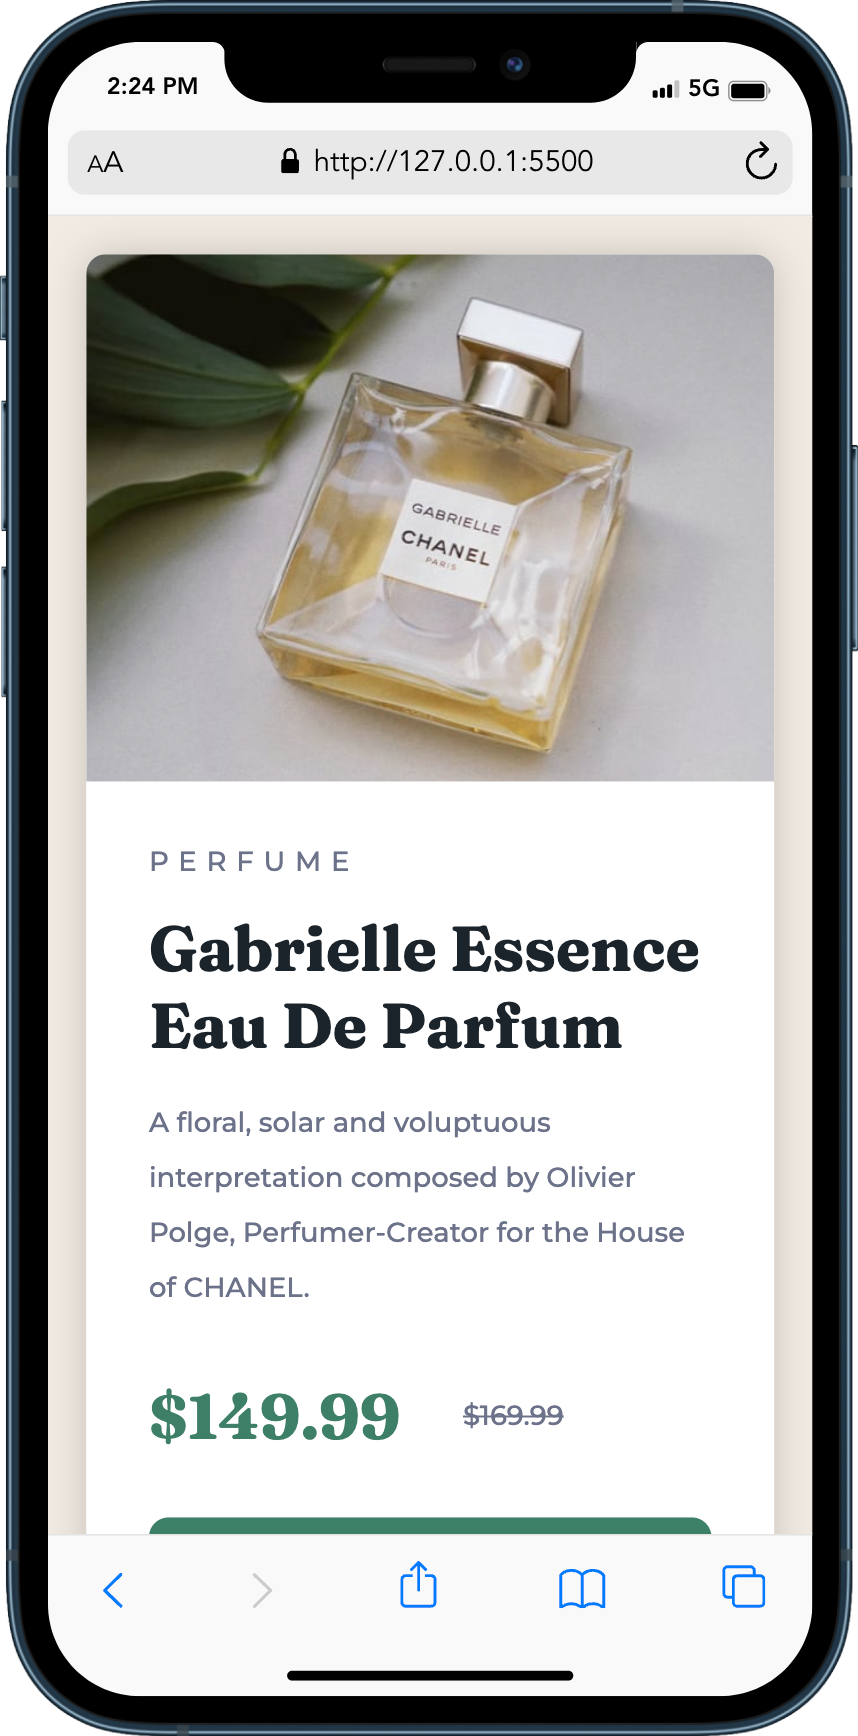 2:24 PM
5G
AA
http://127.0.0.1:5500
GABRIELLE
CHANEL
PARIS
PERFUME
Gabrielle Essence
Eau De Parfum
A floral, solar and voluptuous
interpretation composed by Olivier
Polge, Perfumer-Creator for the House
of CHANEL.
$149.99 $169.99